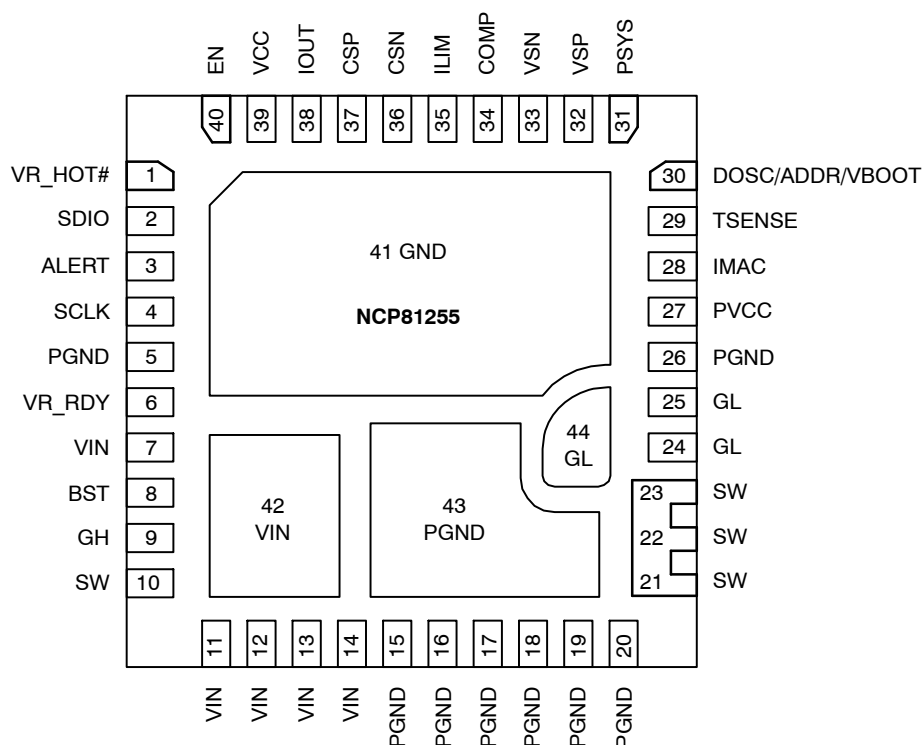 EN VCC IOUT CSP CSN ILIM COMP VSN VSP PSYS
40 39 38 37 36 35 34 33 32 31
VR_HOT# 1 30 DOSC/ADDR/VBOOT
SDIO 2 29 TSENSE
ALERT 3 41 GND 28 IMAC
SCLK 4 NCP81255 27 PVCC
PGND 5 26 PGND
VR_RDY 6 25 GL
44
GL
VIN 7 24 GL
BST 8 23 SW
42
VIN
43
PGND
GH 9 22 SW
SW 10 21 SW
11 12 13 14 15 16 17 18 19 20
VIN VIN VIN VIN PGND PGND PGND PGND PGND PGND